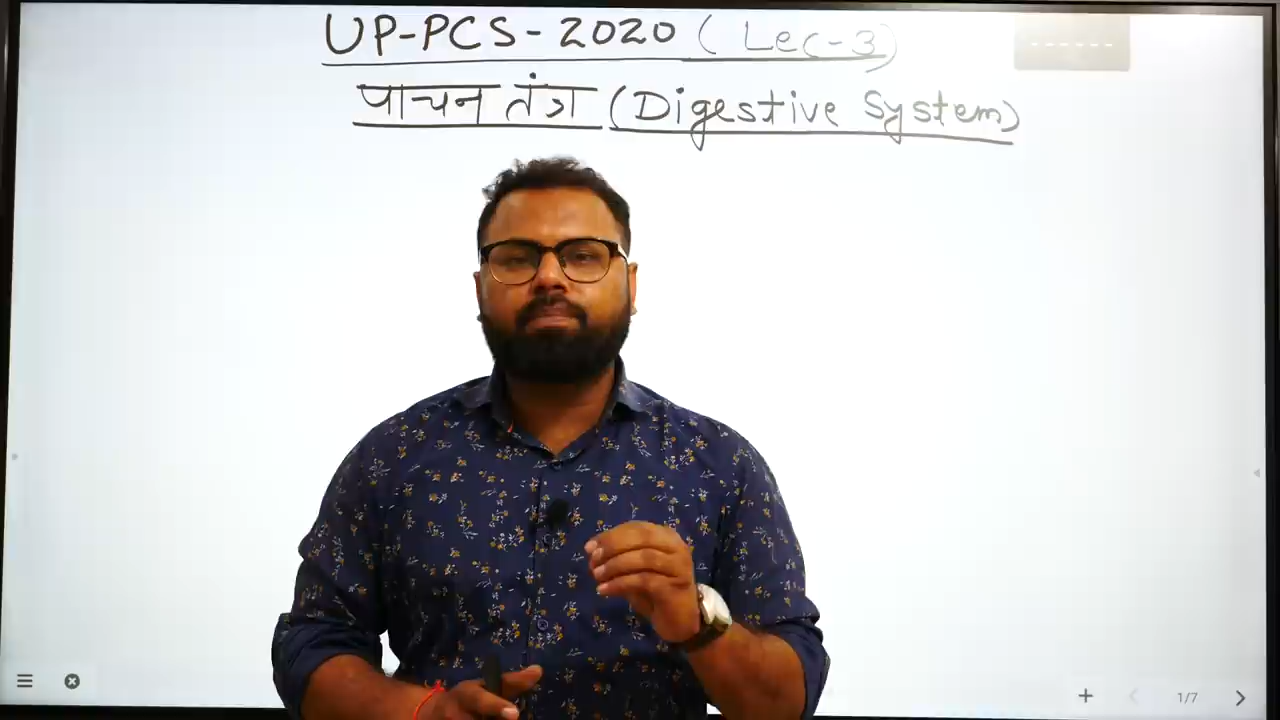 UP-PCS-2020 (Lec-3)
पाचन तंत्र (Digestive System)
1/7